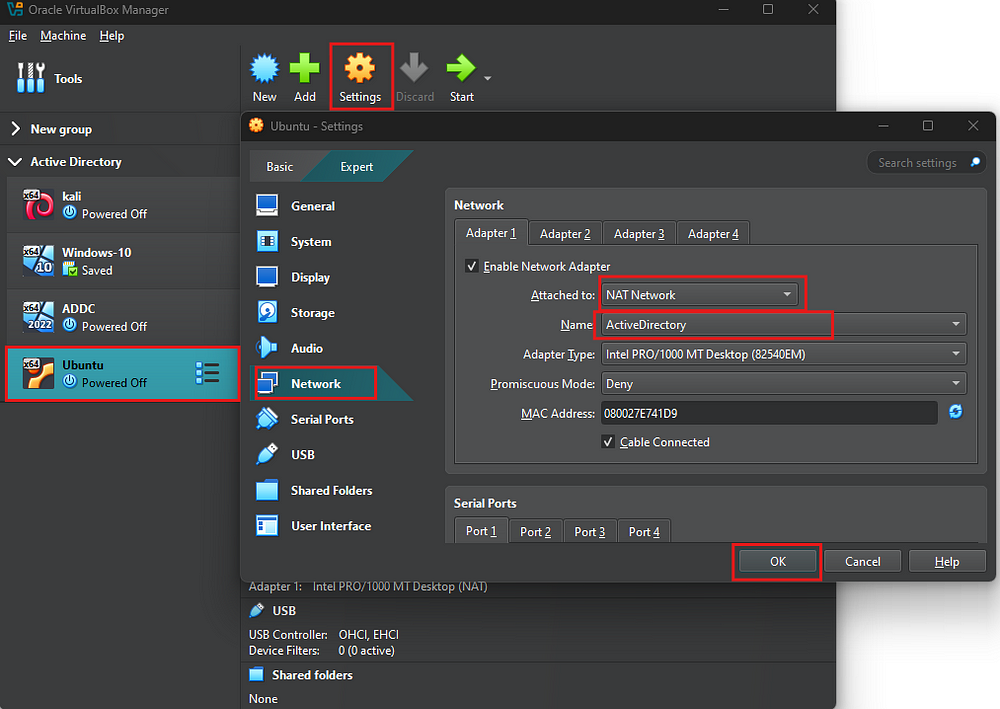 Oracle VirtualBox Manager
File Machine Help
Tools
New Add Settings Discard Start
New group
Active Directory
x64
kali
Powered Off
x64
10
Windows-10
Saved
x64
2022
ADDC
Powered Off
x64
Ubuntu
Powered Off
Ubuntu - Settings
Basic Expert
Search settings
General
System
Display
Storage
Audio
Network
Serial Ports
USB
Shared Folders
User Interface
Network
Adapter 1 Adapter 2 Adapter 3 Adapter 4
Enable Network Adapter
Attached to: NAT Network
Name ActiveDirectory
Adapter Type: Intel PRO/1000 MT Desktop (82540EM)
Promiscuous Mode: Deny
MAC Address: 080027E741D9
Cable Connected
Serial Ports
Port 1 Port 2 Port 3 Port 4
OK Cancel Help
Adapter 1: Intel PRO/1000 MT Desktop (NAT)
USB
USB Controller: OHCI, EHCI
Device Filters: 0 (0 active)
Shared folders
None